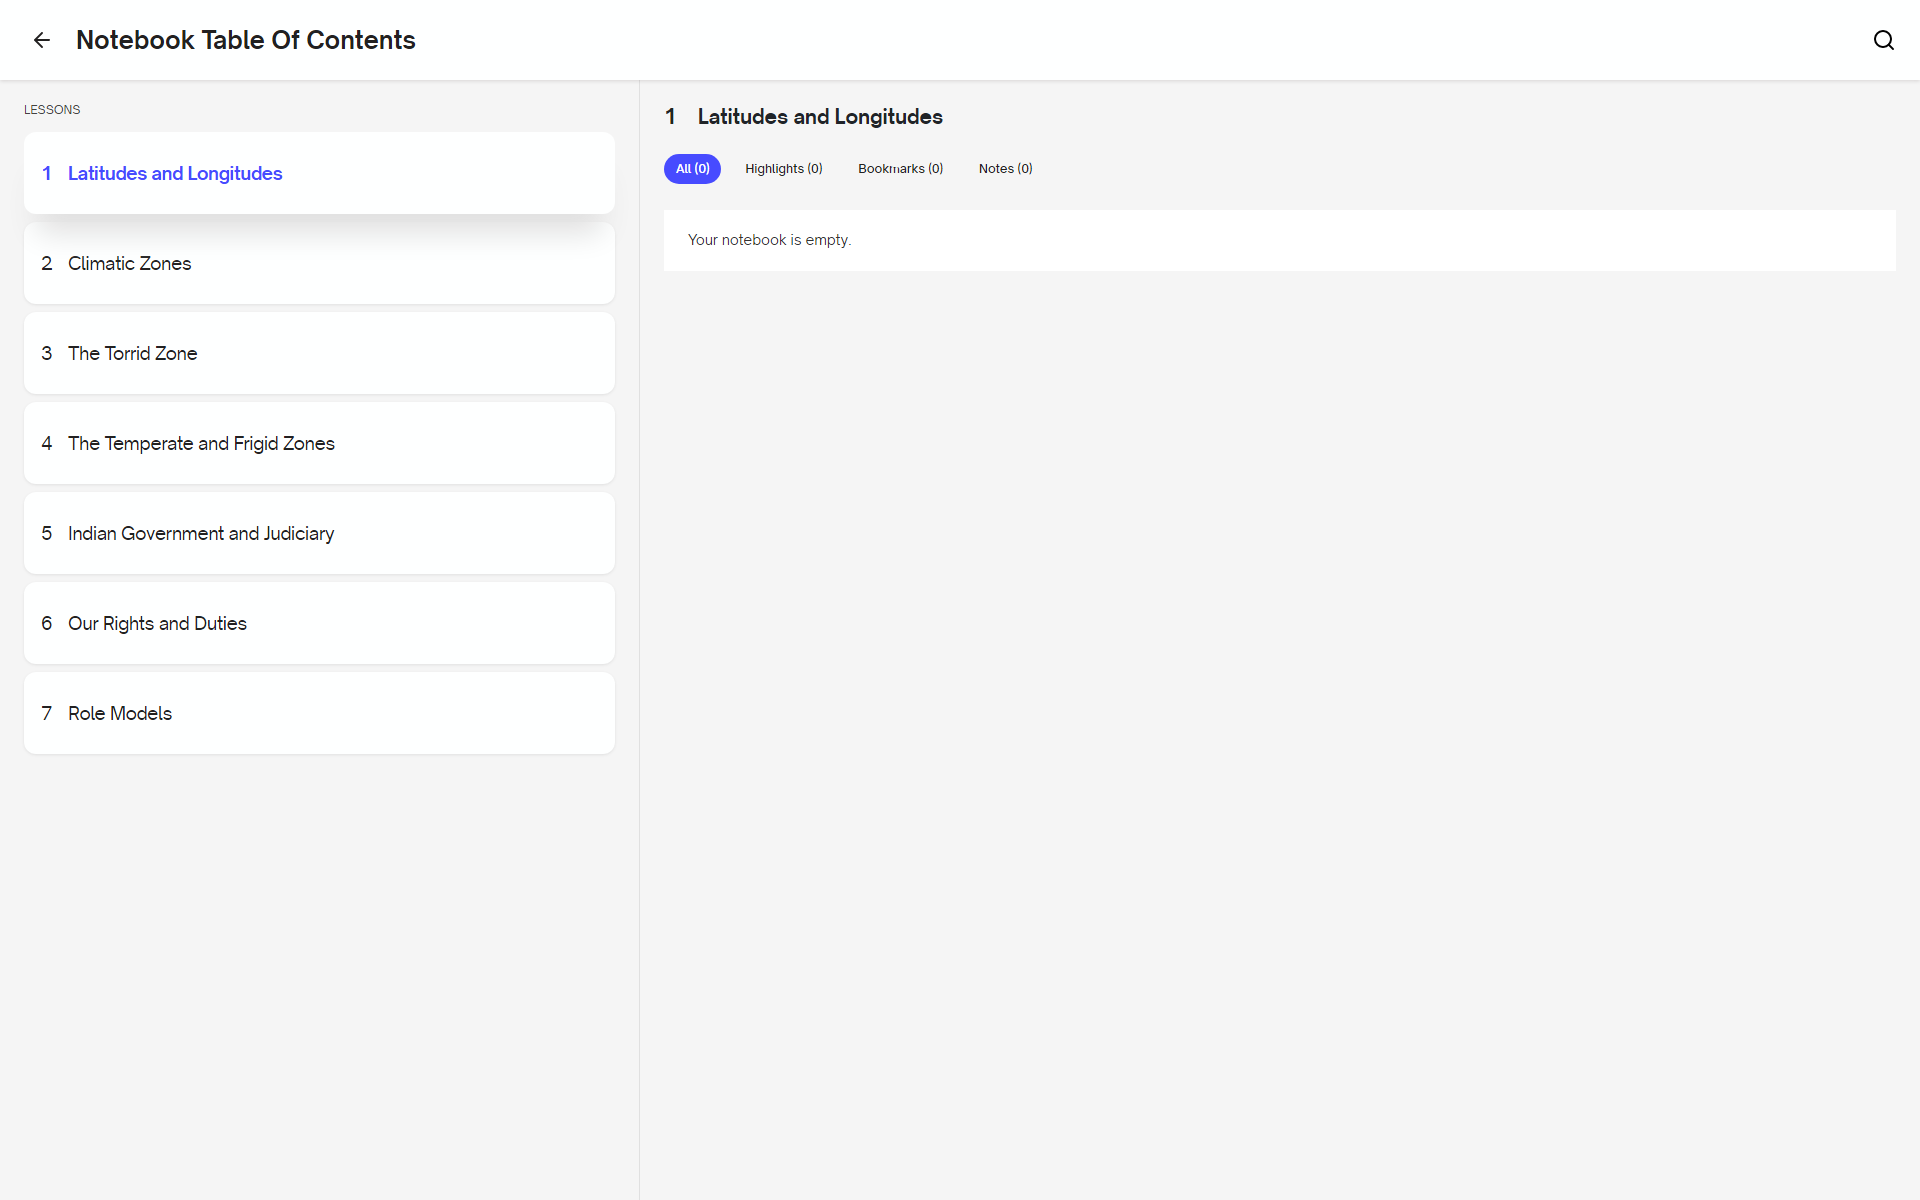 Notebook Table Of Contents
LESSONS
1 Latitudes and Longitudes
2 Climatic Zones
3 The Torrid Zone
4 The Temperate and Frigid Zones
5 Indian Government and Judiciary
6 Our Rights and Duties
7 Role Models
1 Latitudes and Longitudes
All (0) Highlights (0) Bookmarks (0) Notes (0)
Your notebook is empty.